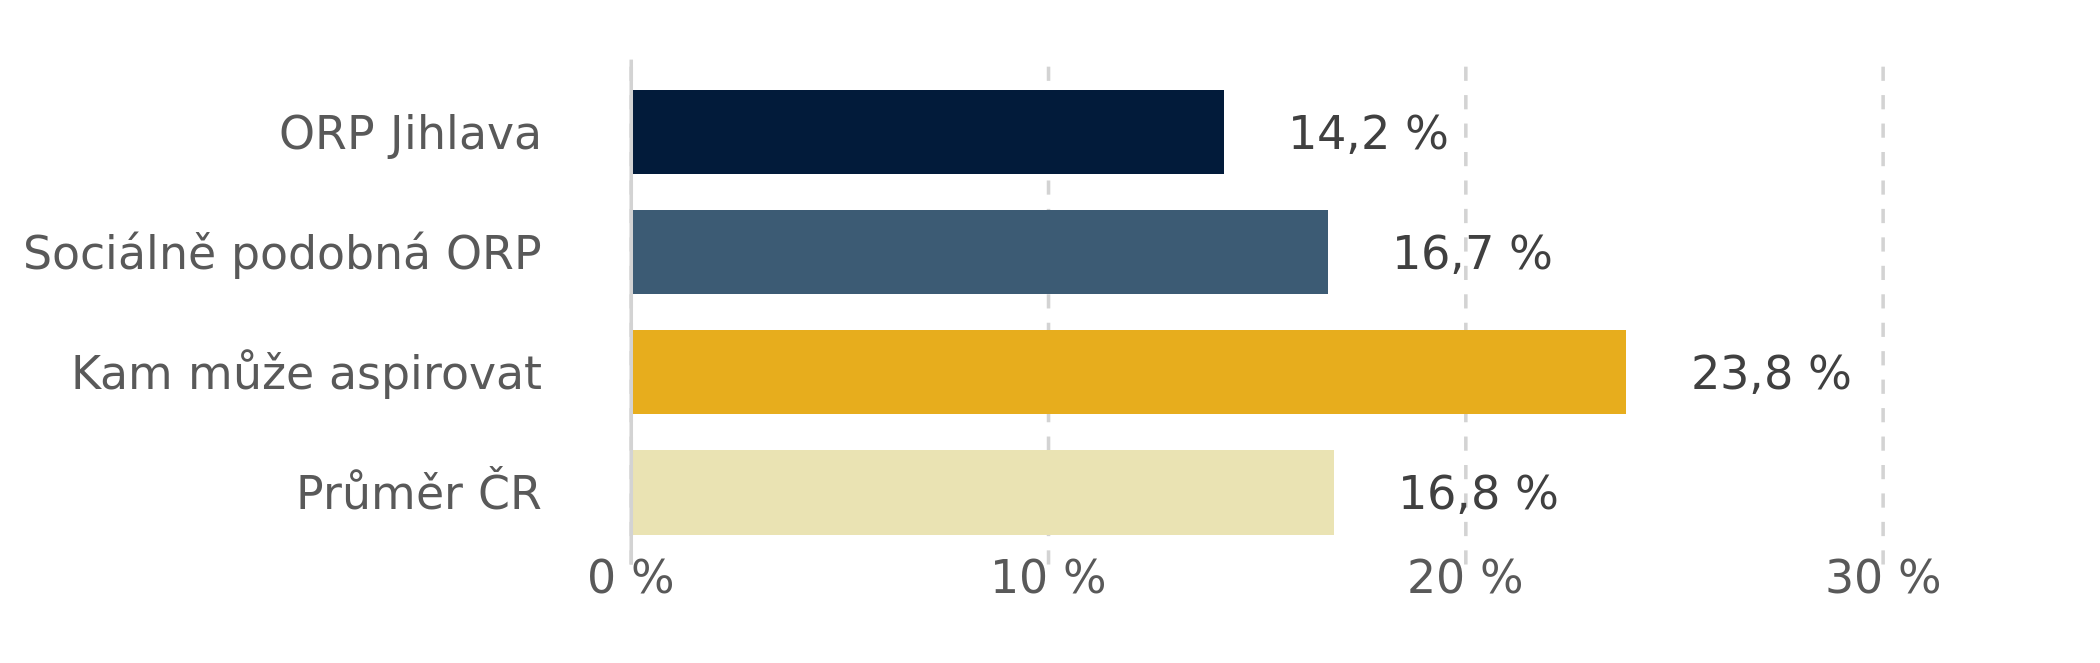 ORP Jihlava 14,2 %
Sociálně podobná ORP 16,7 %
Kam může aspirovat 23,8 %
Průměr ČR 16,8 %
0 % 10 % 20 % 30 %